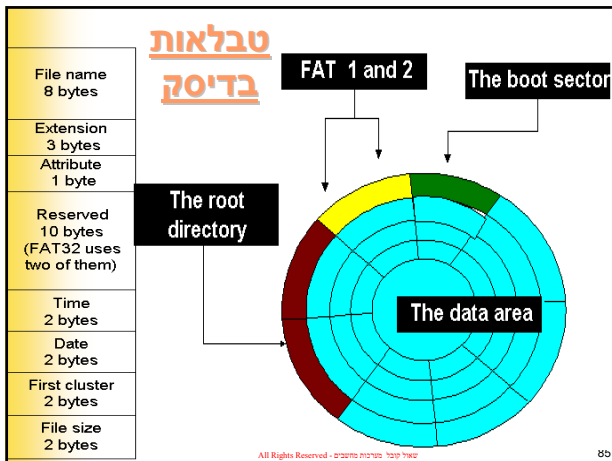 טבלאות
בדיסק
File name
8 bytes
Extension
3 bytes
Attribute
1 byte
Reserved
10 bytes
(FAT32 uses
two of them)
Time
2 bytes
Date
2 bytes
First cluster
2 bytes
File size
2 bytes
FAT 1 and 2
The boot sector
The root
directory
The data area
All Rights Reserved - שאול קובל מערכות מחשבים
85